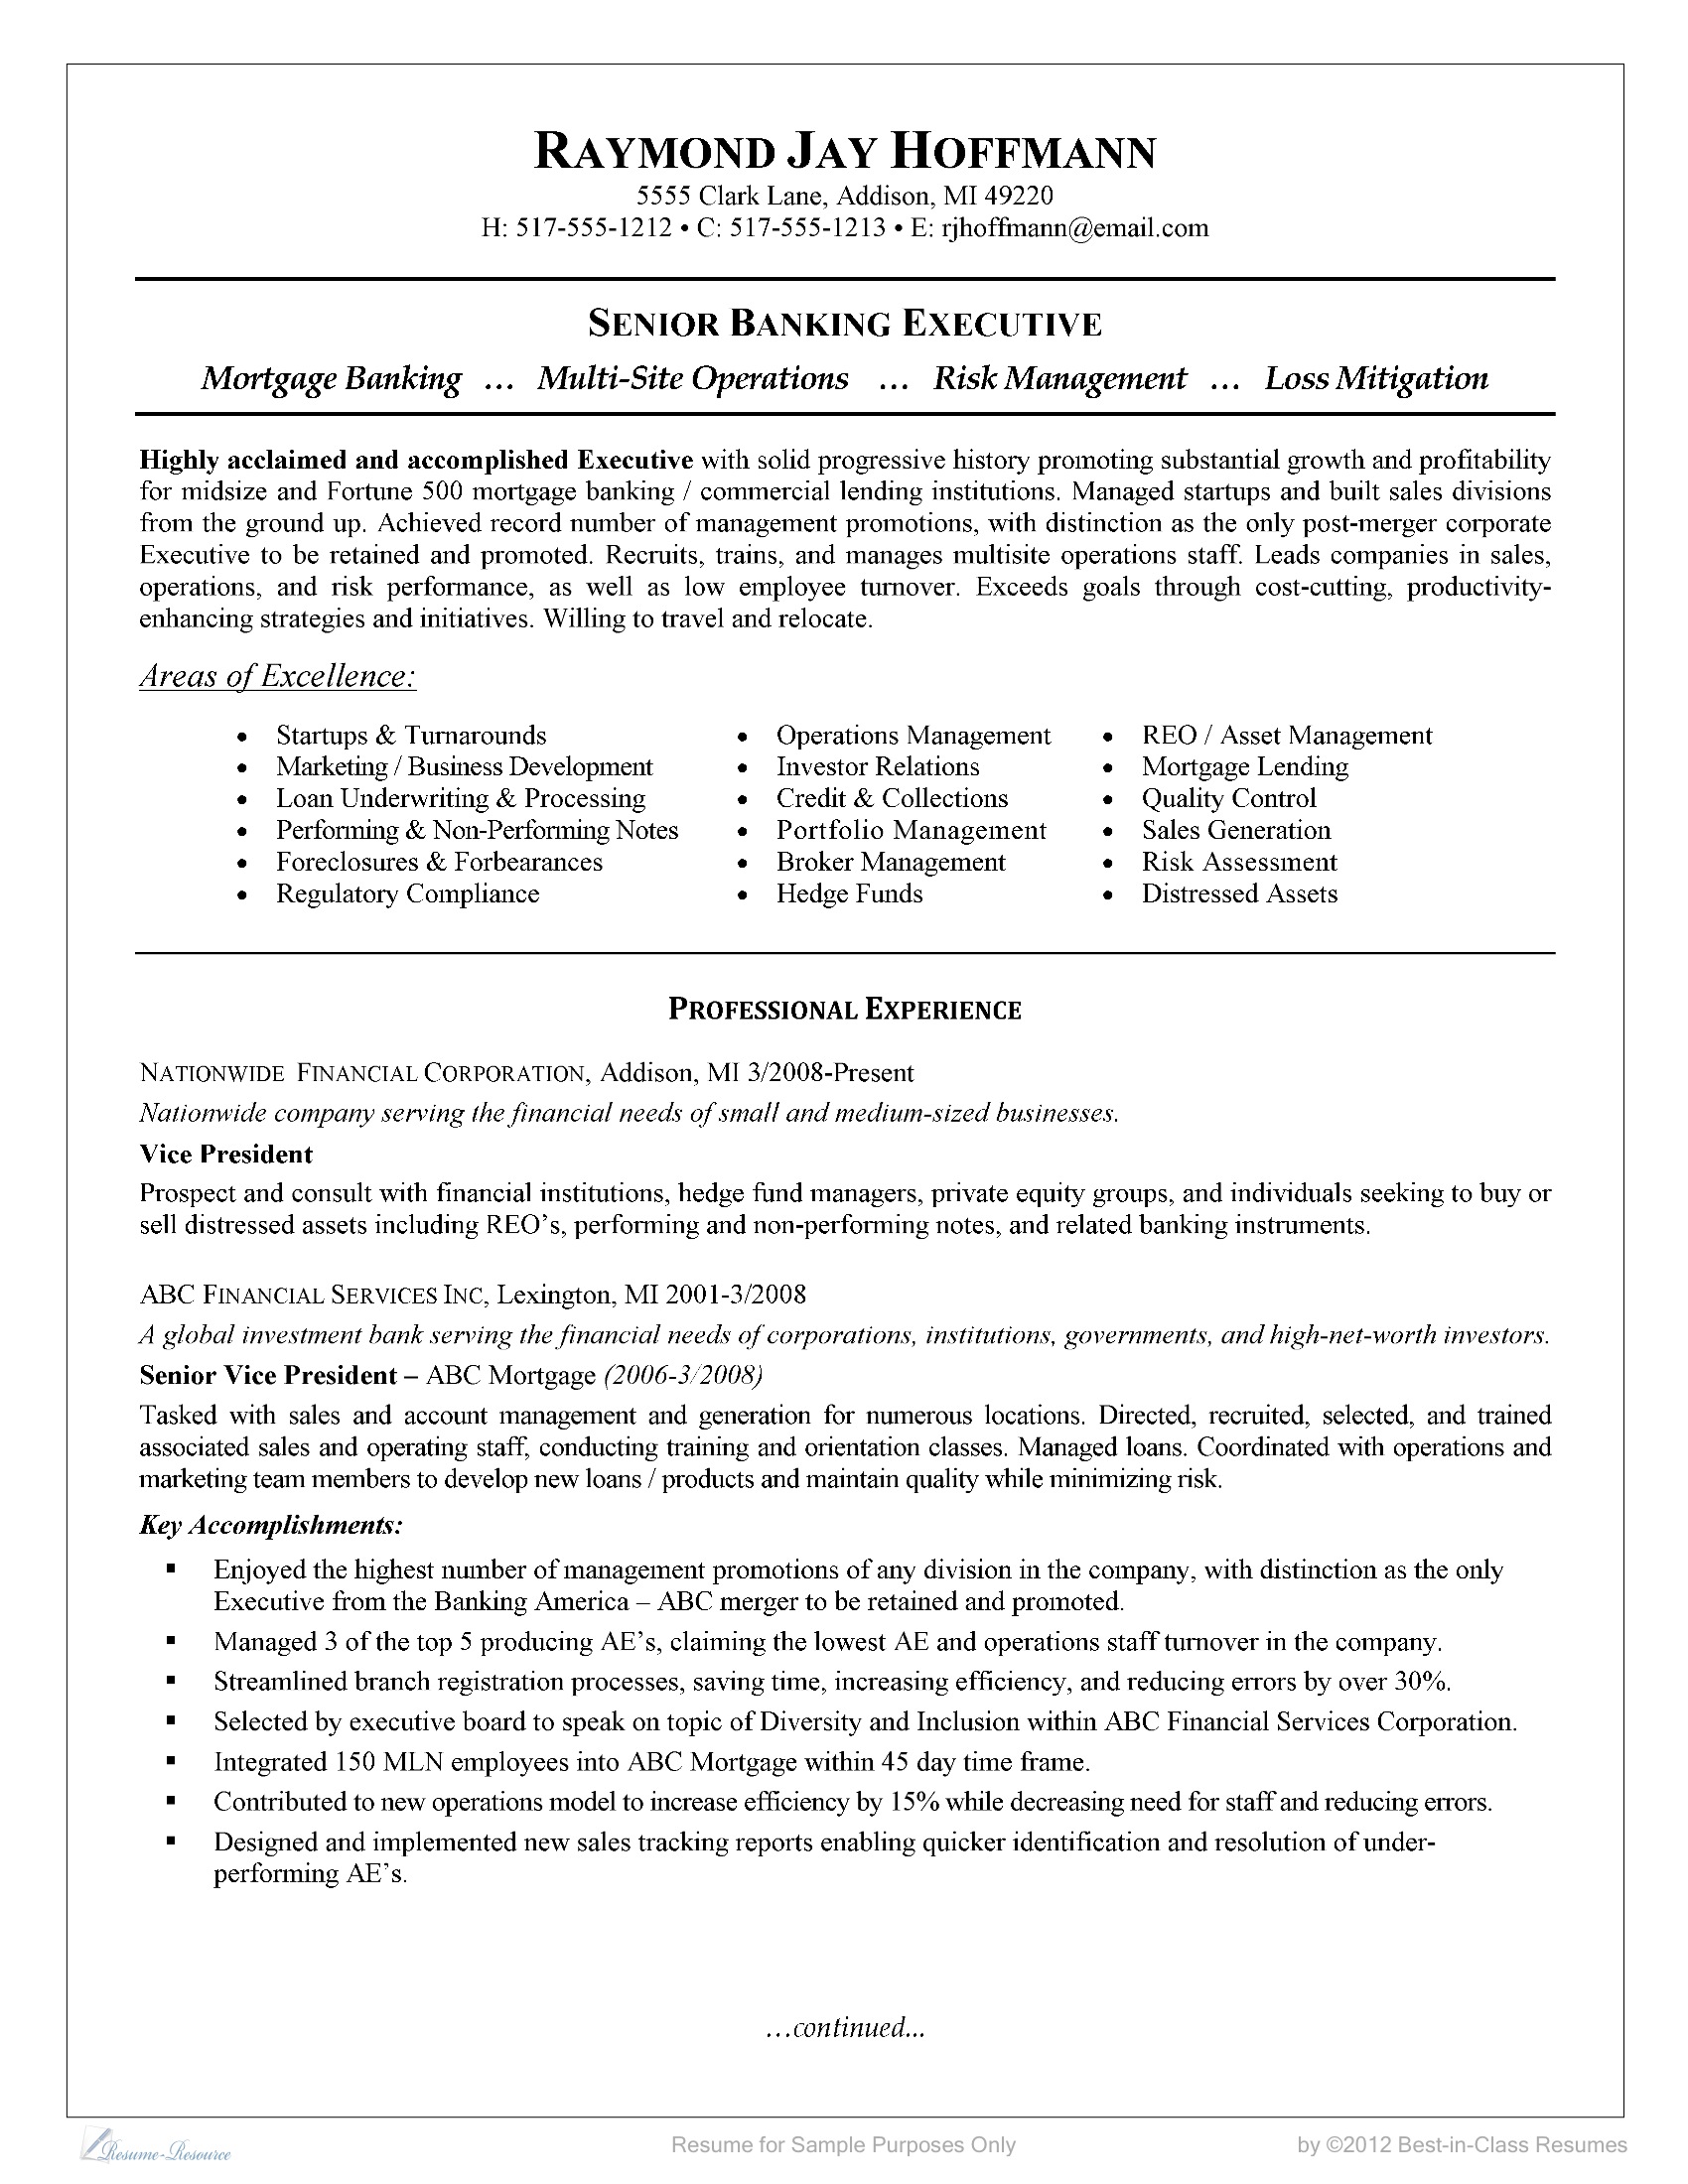 RAYMOND JAY HOFFMANN
5555 Clark Lane, Addison, MI 49220
H: 517-555-1212 • C: 517-555-1213 • E: rjhoffmann@email.com
SENIOR BANKING EXECUTIVE
Mortgage Banking … Multi-Site Operations … Risk Management … Loss Mitigation
Highly acclaimed and accomplished Executive with solid progressive history promoting substantial growth and profitability
for midsize and Fortune 500 mortgage banking / commercial lending institutions. Managed startups and built sales divisions
from the ground up. Achieved record number of management promotions, with distinction as the only post-merger corporate
Executive to be retained and promoted. Recruits, trains, and manages multisite operations staff. Leads companies in sales,
operations, and risk performance, as well as low employee turnover. Exceeds goals through cost-cutting, productivity-
enhancing strategies and initiatives. Willing to travel and relocate.
Areas of Excellence:
• Startups & Turnarounds
• Marketing / Business Development
• Loan Underwriting & Processing
• Performing & Non-Performing Notes
• Foreclosures & Forbearances
• Regulatory Compliance
• Operations Management
• Investor Relations
• Credit & Collections
• Portfolio Management
• Broker Management
• Hedge Funds
• REO / Asset Management
• Mortgage Lending
• Quality Control
• Sales Generation
• Risk Assessment
• Distressed Assets
PROFESSIONAL EXPERIENCE
NATIONWIDE FINANCIAL CORPORATION, Addison, MI 3/2008-Present
Nationwide company serving the financial needs of small and medium-sized businesses.
Vice President
Prospect and consult with financial institutions, hedge fund managers, private equity groups, and individuals seeking to buy or
sell distressed assets including REO’s, performing and non-performing notes, and related banking instruments.
ABC FINANCIAL SERVICES INC, Lexington, MI 2001-3/2008
A global investment bank serving the financial needs of corporations, institutions, governments, and high-net-worth investors.
Senior Vice President – ABC Mortgage (2006-3/2008)
Tasked with sales and account management and generation for numerous locations. Directed, recruited, selected, and trained
associated sales and operating staff, conducting training and orientation classes. Managed loans. Coordinated with operations and
marketing team members to develop new loans / products and maintain quality while minimizing risk.
Key Accomplishments:
▪ Enjoyed the highest number of management promotions of any division in the company, with distinction as the only
Executive from the Banking America – ABC merger to be retained and promoted.
▪ Managed 3 of the top 5 producing AE’s, claiming the lowest AE and operations staff turnover in the company.
▪ Streamlined branch registration processes, saving time, increasing efficiency, and reducing errors by over 30%.
▪ Selected by executive board to speak on topic of Diversity and Inclusion within ABC Financial Services Corporation.
▪ Integrated 150 MLN employees into ABC Mortgage within 45 day time frame.
▪ Contributed to new operations model to increase efficiency by 15% while decreasing need for staff and reducing errors.
▪ Designed and implemented new sales tracking reports enabling quicker identification and resolution of under-
performing AE’s.
…continued...
Resume-Resource
Resume for Sample Purposes Only
by ©2012 Best-in-Class Resumes